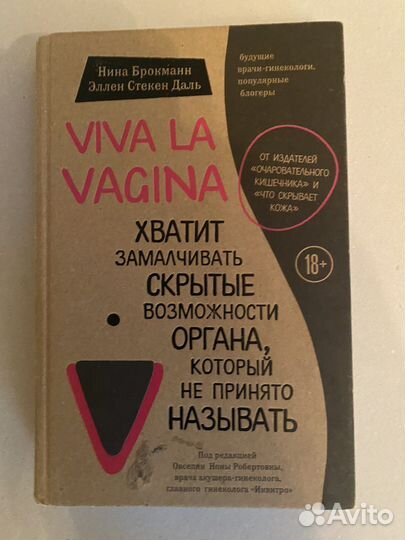 Нина Брокманн
Эллен Стекен Даль
будущие
врачи-гинекологи,
популярные
блогеры
VIVA LA
VAGINA
ОТ ИЗДАТЕЛЕЙ
«ОЧАРОВАТЕЛЬНОГО
КИШЕЧНИКА» И
«ЧТО СКРЫВАЕТ
КОЖА»
ХВАТИТ
ЗАМАЛЧИВАТЬ
СКРЫТЫЕ
ВОЗМОЖНОСТИ
ОРГАНА,
КОТОРЫЙ
НЕ ПРИНЯТО
НАЗЫВАТЬ
18+
Под редакцией
Овсепян Нонны Робертовны,
врача акушера-гинеколога,
главного гинеколога «Инвитро»
Avito